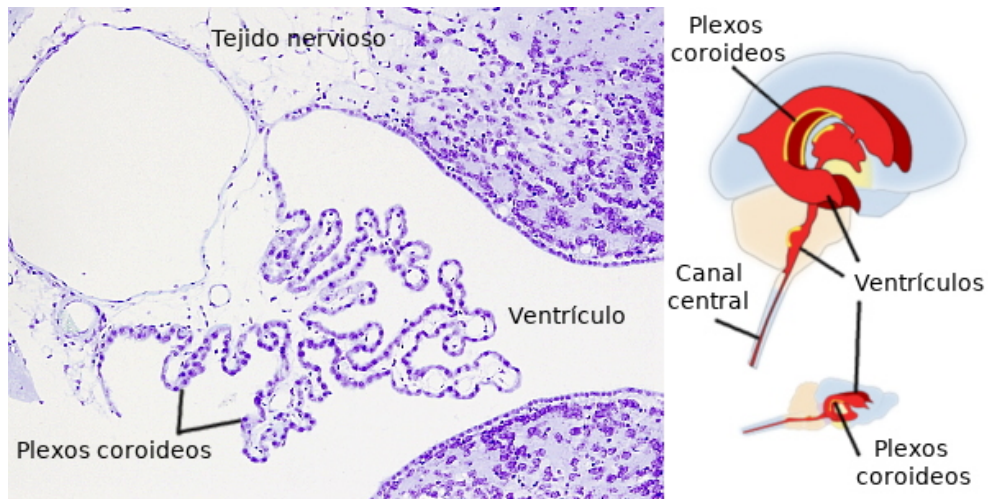 Tejido nervioso
Ventrículo
Plexos coroideos
Plexos
coroideos
Canal
central
Ventrículos
Plexos
coroideos